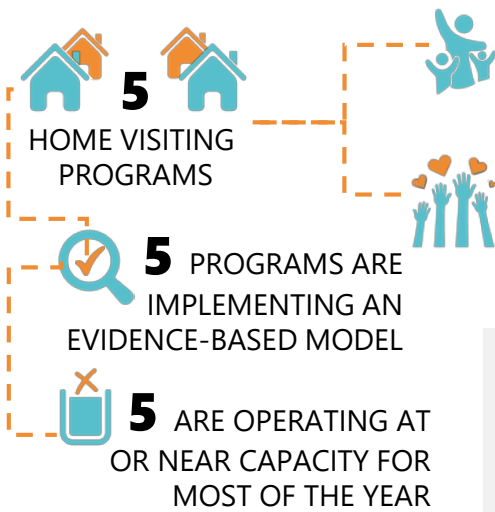 5
HOME VISITING
PROGRAMS
5 PROGRAMS ARE
IMPLEMENTING AN
EVIDENCE-BASED MODEL
5 ARE OPERATING AT
OR NEAR CAPACITY FOR
MOST OF THE YEAR